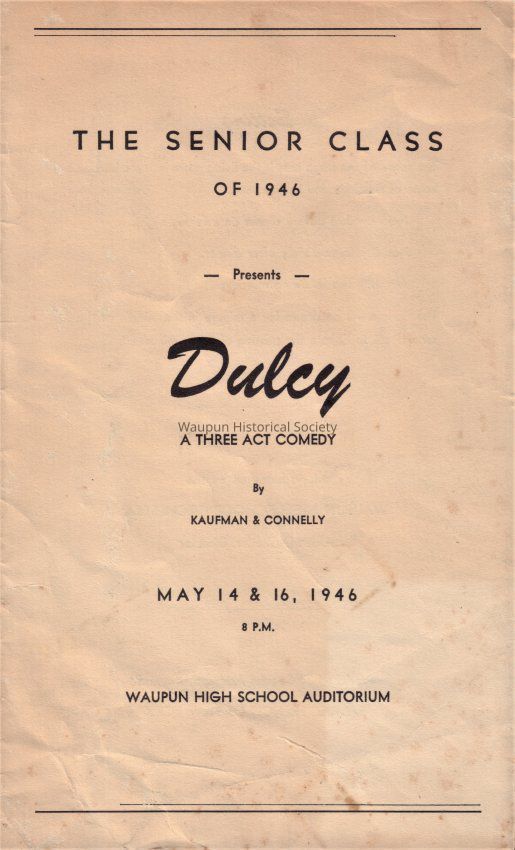 THE SENIOR CLASS
OF 1946
— Presents —
Dulcy
Waupun Historical Society
A THREE ACT COMEDY
By
KAUFMAN & CONNELLY
MAY 14 & 16, 1946
8 P.M.
WAUPUN HIGH SCHOOL AUDITORIUM